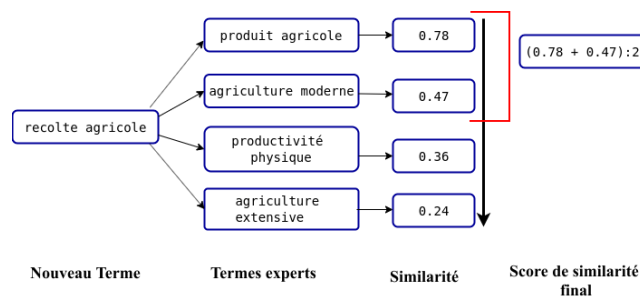 produit agricole
0.78
(0.78 + 0.47):2
agriculture moderne
0.47
recolte agricole
productivité
physique
0.36
agriculture
extensive
0.24
Nouveau Terme
Termes experts
Similarité
Score de similarité
final